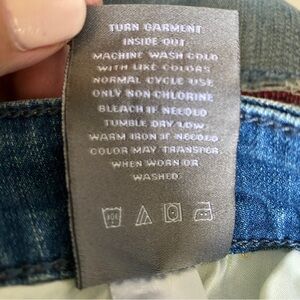 TURN GARMENT
INSIDE OUT
MACHINE WASH COLD
WITH LIKE COLORS
NORMAL CYCLE USE
ONLY NON-CHLORINE
BLEACH IF NEEDED
TUMBLE DRY LOW
WARM IRON IF NEEDED
COLOR MAY TRANSFER
WHEN WORN OR
WASHED